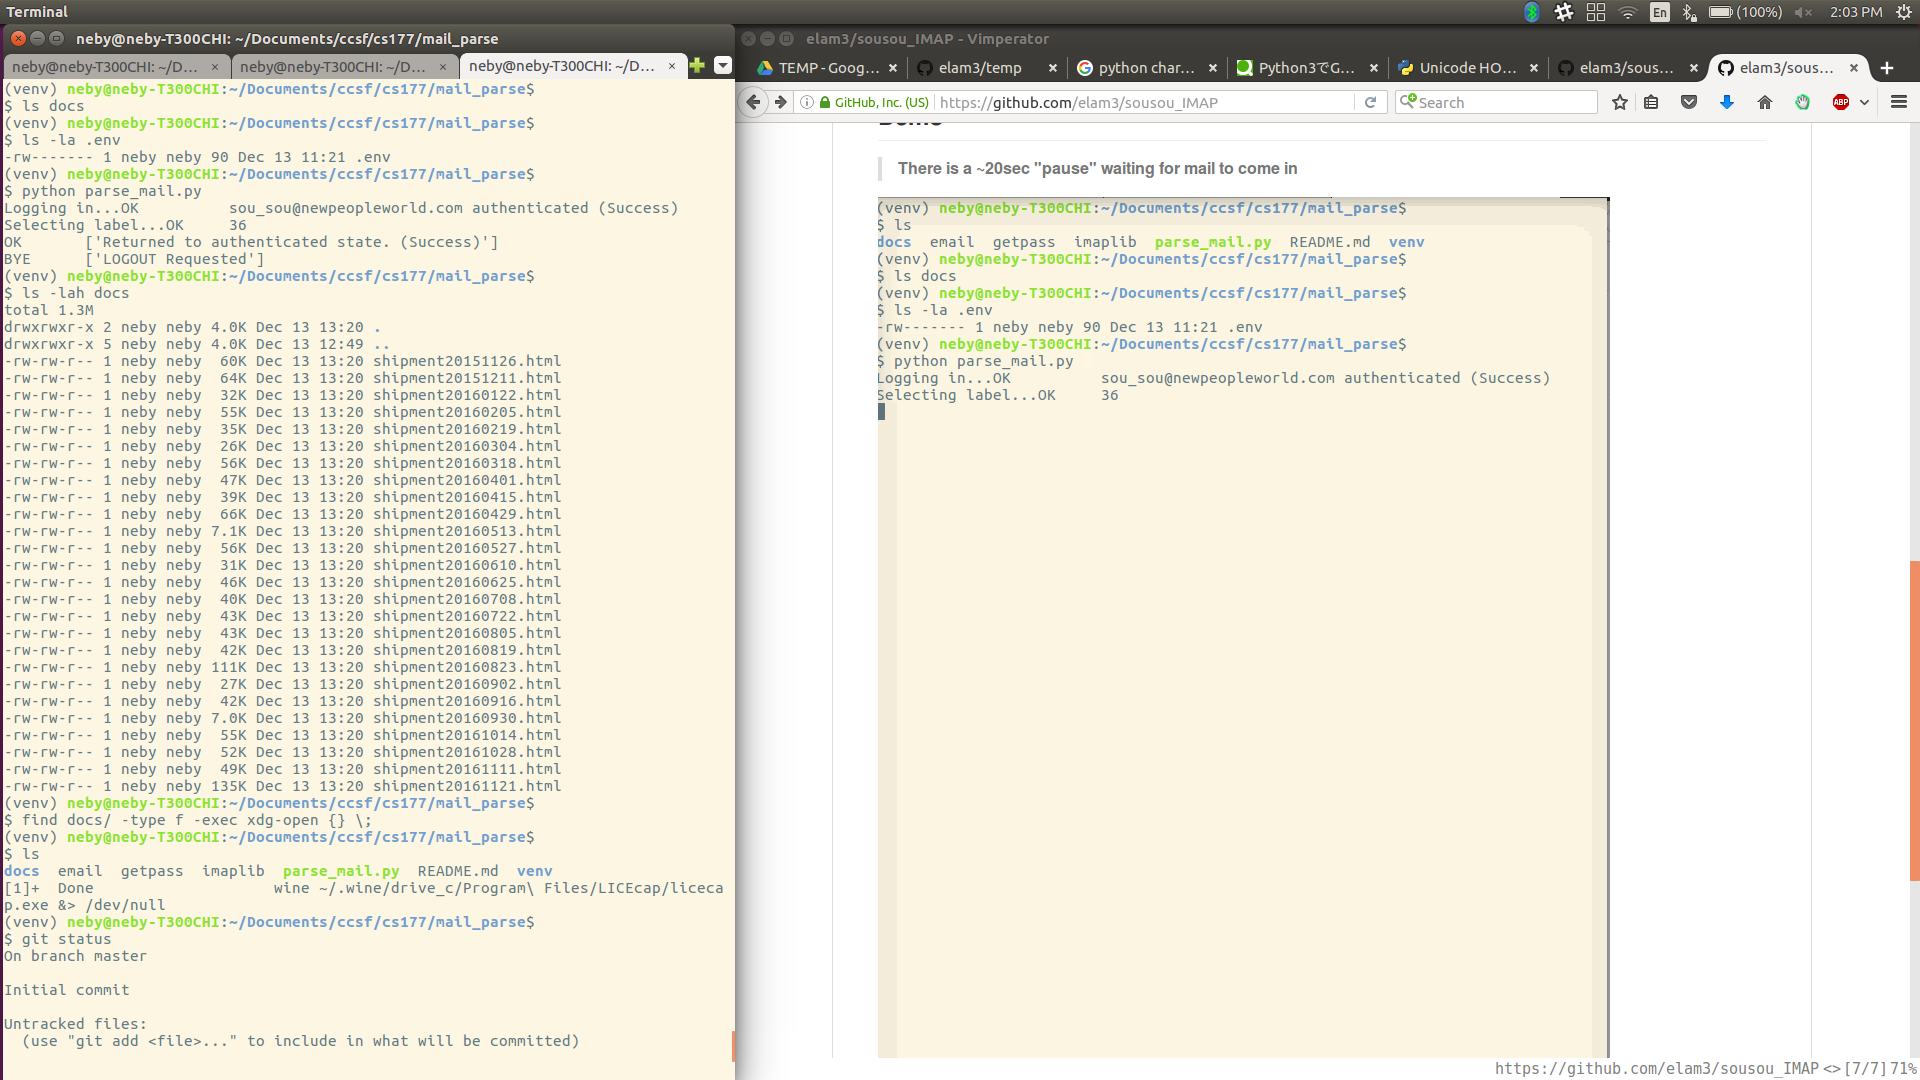 Terminal
(100%)
En
2:03 PM
neby@neby-T300CHI: ~/Documents/ccsf/cs177/mail_parse
neby@neby-T300CHI: ~/D... ×
neby@neby-T300CHI: ~/D... ×
neby@neby-T300CHI: ~/D... ×
(venv) neby@neby-T300CHI:~/Documents/ccsf/cs177/mail_parse$
$ ls docs
(venv) neby@neby-T300CHI:~/Documents/ccsf/cs177/mail_parse$
$ ls -la .env
-rw------- 1 neby neby 90 Dec 13 11:21 .env
(venv) neby@neby-T300CHI:~/Documents/ccsf/cs177/mail_parse$
$ python parse_mail.py
Logging in...OK          sou_sou@newpeopleworld.com authenticated (Success)
Selecting label...OK     36
OK       ['Returned to authenticated state. (Success)']
BYE      ['LOGOUT Requested']
(venv) neby@neby-T300CHI:~/Documents/ccsf/cs177/mail_parse$
$ ls -lah docs
total 1.3M
drwxrwxr-x 2 neby neby 4.0K Dec 13 13:20 .
drwxrwxr-x 5 neby neby 4.0K Dec 13 12:49 ..
-rw-rw-r-- 1 neby neby  60K Dec 13 13:20 shipment20151126.html
-rw-rw-r-- 1 neby neby  64K Dec 13 13:20 shipment20151211.html
-rw-rw-r-- 1 neby neby  32K Dec 13 13:20 shipment20160122.html
-rw-rw-r-- 1 neby neby  55K Dec 13 13:20 shipment20160205.html
-rw-rw-r-- 1 neby neby  35K Dec 13 13:20 shipment20160219.html
-rw-rw-r-- 1 neby neby  26K Dec 13 13:20 shipment20160304.html
-rw-rw-r-- 1 neby neby  56K Dec 13 13:20 shipment20160318.html
-rw-rw-r-- 1 neby neby  47K Dec 13 13:20 shipment20160401.html
-rw-rw-r-- 1 neby neby  39K Dec 13 13:20 shipment20160415.html
-rw-rw-r-- 1 neby neby  66K Dec 13 13:20 shipment20160429.html
-rw-rw-r-- 1 neby neby 7.1K Dec 13 13:20 shipment20160513.html
-rw-rw-r-- 1 neby neby  56K Dec 13 13:20 shipment20160527.html
-rw-rw-r-- 1 neby neby  31K Dec 13 13:20 shipment20160610.html
-rw-rw-r-- 1 neby neby  46K Dec 13 13:20 shipment20160625.html
-rw-rw-r-- 1 neby neby  40K Dec 13 13:20 shipment20160708.html
-rw-rw-r-- 1 neby neby  43K Dec 13 13:20 shipment20160722.html
-rw-rw-r-- 1 neby neby  43K Dec 13 13:20 shipment20160805.html
-rw-rw-r-- 1 neby neby  42K Dec 13 13:20 shipment20160819.html
-rw-rw-r-- 1 neby neby 111K Dec 13 13:20 shipment20160823.html
-rw-rw-r-- 1 neby neby  27K Dec 13 13:20 shipment20160902.html
-rw-rw-r-- 1 neby neby  42K Dec 13 13:20 shipment20160916.html
-rw-rw-r-- 1 neby neby 7.0K Dec 13 13:20 shipment20160930.html
-rw-rw-r-- 1 neby neby  55K Dec 13 13:20 shipment20161014.html
-rw-rw-r-- 1 neby neby  52K Dec 13 13:20 shipment20161028.html
-rw-rw-r-- 1 neby neby  49K Dec 13 13:20 shipment20161111.html
-rw-rw-r-- 1 neby neby 135K Dec 13 13:20 shipment20161121.html
(venv) neby@neby-T300CHI:~/Documents/ccsf/cs177/mail_parse$
$ find docs/ -type f -exec xdg-open {} \;
(venv) neby@neby-T300CHI:~/Documents/ccsf/cs177/mail_parse$
$ ls
docs  email  getpass  imaplib  parse_mail.py  README.md  venv
[1]+  Done                    wine ~/.wine/drive_c/Program\ Files/LICEcap/liceca
p.exe &> /dev/null
(venv) neby@neby-T300CHI:~/Documents/ccsf/cs177/mail_parse$
$ git status
On branch master
Initial commit
Untracked files:
  (use "git add <file>..." to include in what will be committed)
elam3/sousou_IMAP - Vimperator
TEMP - Goog... ×
elam3/temp ×
python char... ×
Python3でG... ×
Unicode HO... ×
elam3/sous... ×
elam3/sous... ×
GitHub, Inc. (US)
https://github.com/elam3/sousou_IMAP
Search
ABP
Demo
There is a ~20sec "pause" waiting for mail to come in
(venv) neby@neby-T300CHI:~/Documents/ccsf/cs177/mail_parse$
$ ls
docs  email  getpass  imaplib  parse_mail.py  README.md  venv
(venv) neby@neby-T300CHI:~/Documents/ccsf/cs177/mail_parse$
$ ls docs
(venv) neby@neby-T300CHI:~/Documents/ccsf/cs177/mail_parse$
$ ls -la .env
-rw------- 1 neby neby 90 Dec 13 11:21 .env
(venv) neby@neby-T300CHI:~/Documents/ccsf/cs177/mail_parse$
$ python parse_mail.py
Logging in...OK          sou_sou@newpeopleworld.com authenticated (Success)
Selecting label...OK     36
https://github.com/elam3/sousou_IMAP <> [7/7] 71%